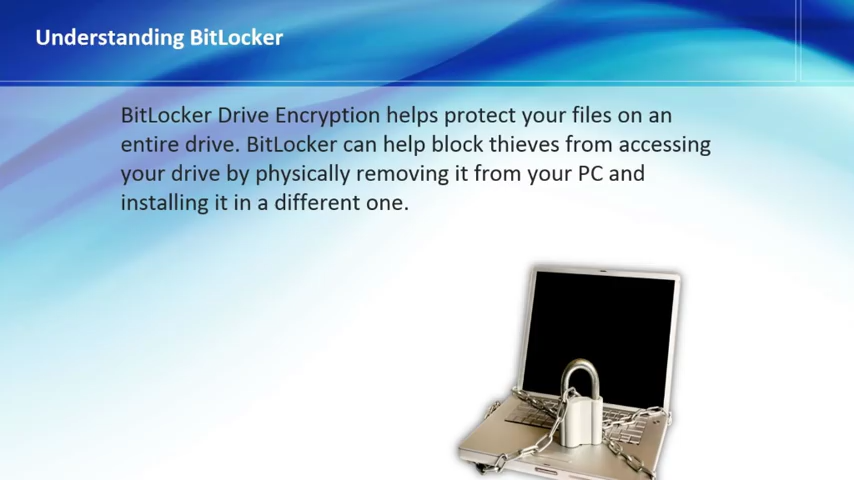 Understanding BitLocker
BitLocker Drive Encryption helps protect your files on an
entire drive. BitLocker can help block thieves from accessing
your drive by physically removing it from your PC and
installing it in a different one.